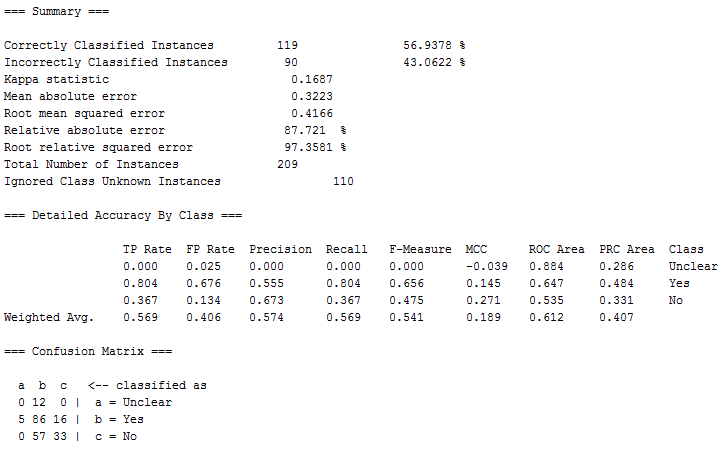 === Summary ===
Correctly Classified Instances 119 56.9378 %
Incorrectly Classified Instances 90 43.0622 %
Kappa statistic 0.1687
Mean absolute error 0.3223
Root mean squared error 0.4166
Relative absolute error 87.721 %
Root relative squared error 97.3581 %
Total Number of Instances 209
Ignored Class Unknown Instances 110
=== Detailed Accuracy By Class ===
TP Rate FP Rate Precision Recall F-Measure MCC ROC Area PRC Area Class
0.000 0.025 0.000 0.000 0.000 -0.039 0.884 0.286 Unclear
0.804 0.676 0.555 0.804 0.656 0.145 0.647 0.484 Yes
0.367 0.134 0.673 0.367 0.475 0.271 0.535 0.331 No
Weighted Avg. 0.569 0.406 0.574 0.569 0.541 0.189 0.612 0.407
=== Confusion Matrix ===
a b c <-- classified as
0 12 0 | a = Unclear
5 86 16 | b = Yes
0 57 33 | c = No